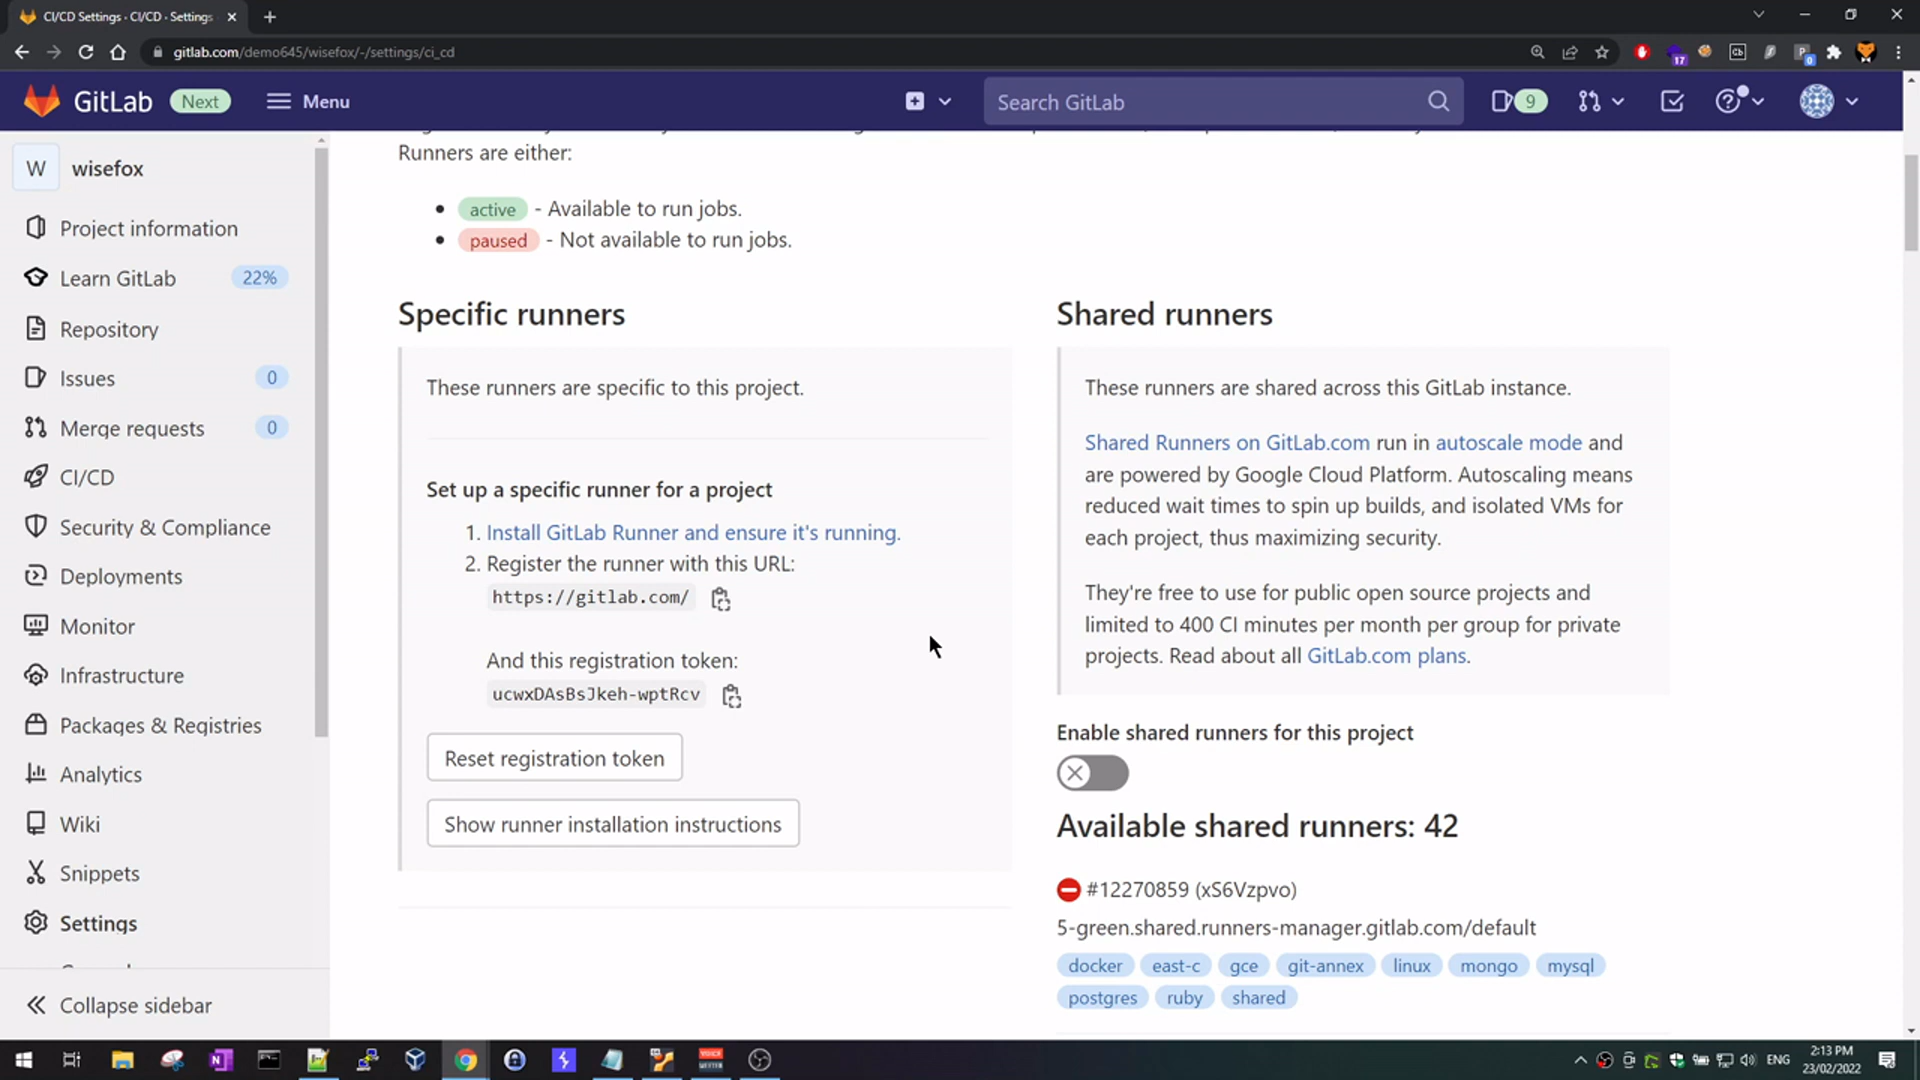 CI/CD Settings · CI/CD · Settings
gitlab.com/demo645/wisefox/-/settings/ci_cd
17
Cb
P
0
GitLab
Next
Menu
Search GitLab
9
W
wisefox
Project information
Learn GitLab
22%
Repository
Issues
0
Merge requests
0
CI/CD
Security & Compliance
Deployments
Monitor
Infrastructure
Packages & Registries
Analytics
Wiki
Snippets
Settings
Collapse sidebar
Runners are either:
active - Available to run jobs.
paused - Not available to run jobs.
Specific runners
These runners are specific to this project.
Set up a specific runner for a project
1. Install GitLab Runner and ensure it's running.
2. Register the runner with this URL:
https://gitlab.com/
And this registration token:
ucwxDAsBsJkeh-wptRcv
Reset registration token
Show runner installation instructions
Shared runners
These runners are shared across this GitLab instance.
Shared Runners on GitLab.com run in autoscale mode and
are powered by Google Cloud Platform. Autoscaling means
reduced wait times to spin up builds, and isolated VMs for
each project, thus maximizing security.
They're free to use for public open source projects and
limited to 400 CI minutes per month per group for private
projects. Read about all GitLab.com plans.
Enable shared runners for this project
Available shared runners: 42
#12270859 (xS6Vzpvo)
5-green.shared.runners-manager.gitlab.com/default
docker east-c gce git-annex linux mongo mysql
postgres ruby shared
VOICE
ENG
2:13 PM
23/02/2022